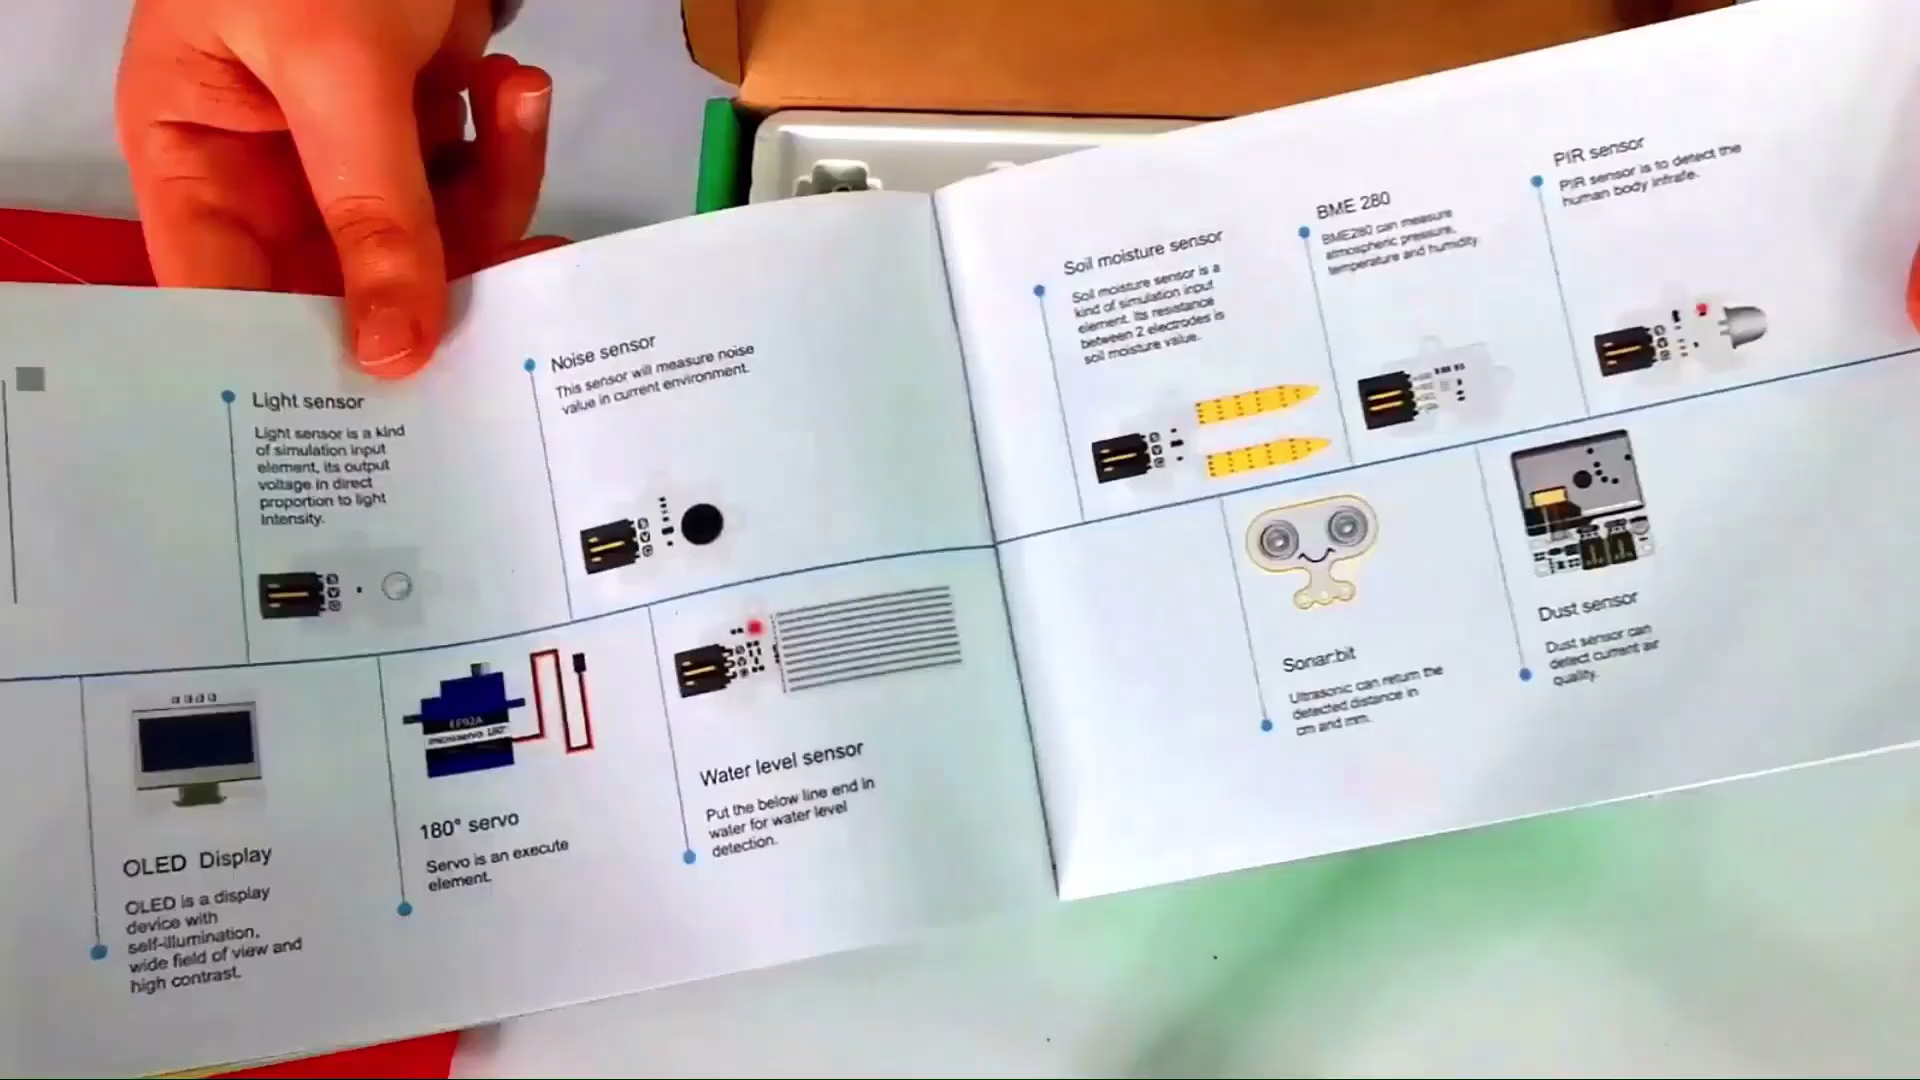 Light sensor
Light sensor is a kind
of simulation input
element, its output
voltage in direct
proportion to light
Intensity.
Noise sensor
This sensor will measure noise
value in current environment.
OLED Display
OLED is a display
device with
self-illumination,
wide field of view and
high contrast.
EF92A
microservo 180°
180° servo
Servo is an execute
element.
Water level sensor
Put the below line end in
water for water level
detection.
Soil moisture sensor
Soil moisture sensor is a
kind of simulation input
element. Its resistance
between 2 electrodes is
soil moisture value.
BME 280
BME280 can measure
atmospheric pressure,
temperature and humidity.
PIR sensor
PIR sensor is to detect the
human body infrate.
Sonar:bit
Ultrasonic can return the
detected distance in
cm and mm.
Dust sensor
Dust sensor can
detect current air
quality.